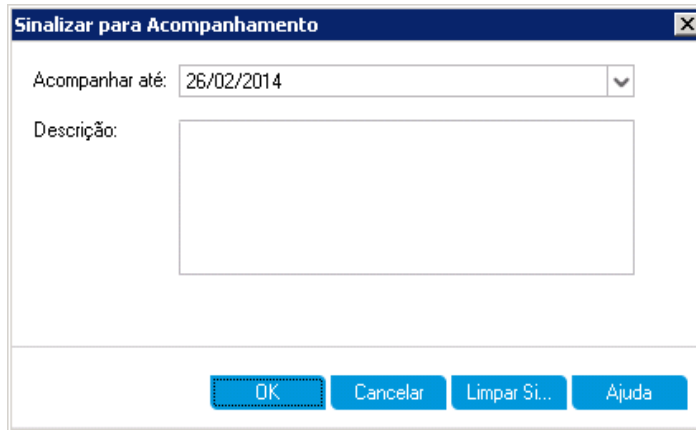 Sinalizar para Acompanhamento
Acompanhar até: 26/02/2014
Descrição:
OK Cancelar Limpar Si... Ajuda